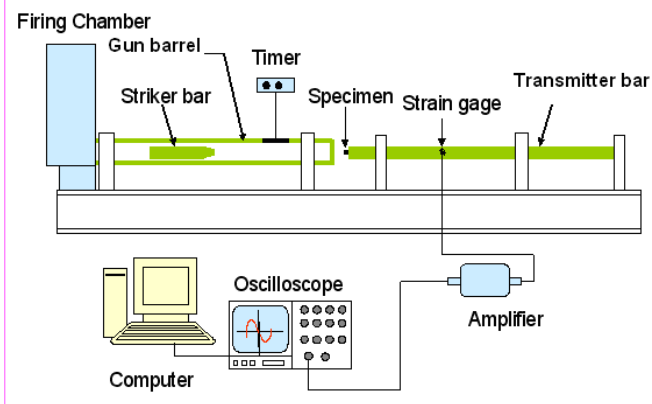 Firing Chamber
Gun barrel
Timer
Striker bar
Specimen
Strain gage
Transmitter bar
Oscilloscope
Amplifier
Computer